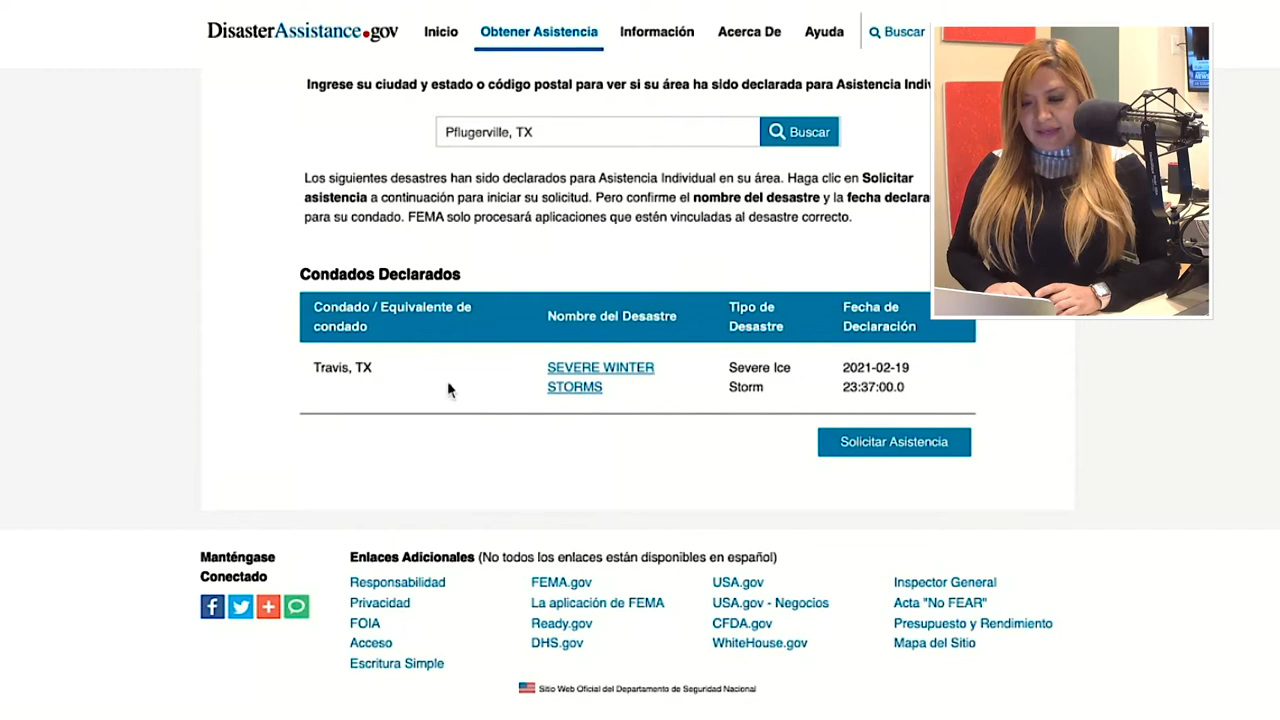 DisasterAssistance.gov
Inicio Obtener Asistencia Información Acerca De Ayuda Buscar
Ingrese su ciudad y estado o código postal para ver si su área ha sido declarada para Asistencia
Pflugerville, TX Buscar
Los siguientes desastres han sido declarados para Asistencia Individual en su área. Haga clic en Solicitar
asistencia a continuación para iniciar su solicitud. Pero confirme el nombre del desastre y la fecha
para su condado. FEMA solo procesará aplicaciones que estén vinculadas al desastre correcto.
Condados Declarados
Condado / Equivalente de condado Nombre del Desastre Tipo de Desastre Fecha de Declaración
Travis, TX SEVERE WINTER STORMS Severe Ice Storm 2021-02-19 23:37:00.0
Solicitar Asistencia
Manténgase
Conectado
Enlaces Adicionales (No todos los enlaces están disponibles en español)
Responsabilidad FEMA.gov USA.gov Inspector General
Privacidad La aplicación de FEMA USA.gov - Negocios Acta "No FEAR"
FOIA Ready.gov CFDA.gov Presupuesto y Rendimiento
Acceso DHS.gov WhiteHouse.gov Mapa del Sitio
Escritura Simple
Sitio Web Oficial del Departamento de Seguridad Nacional